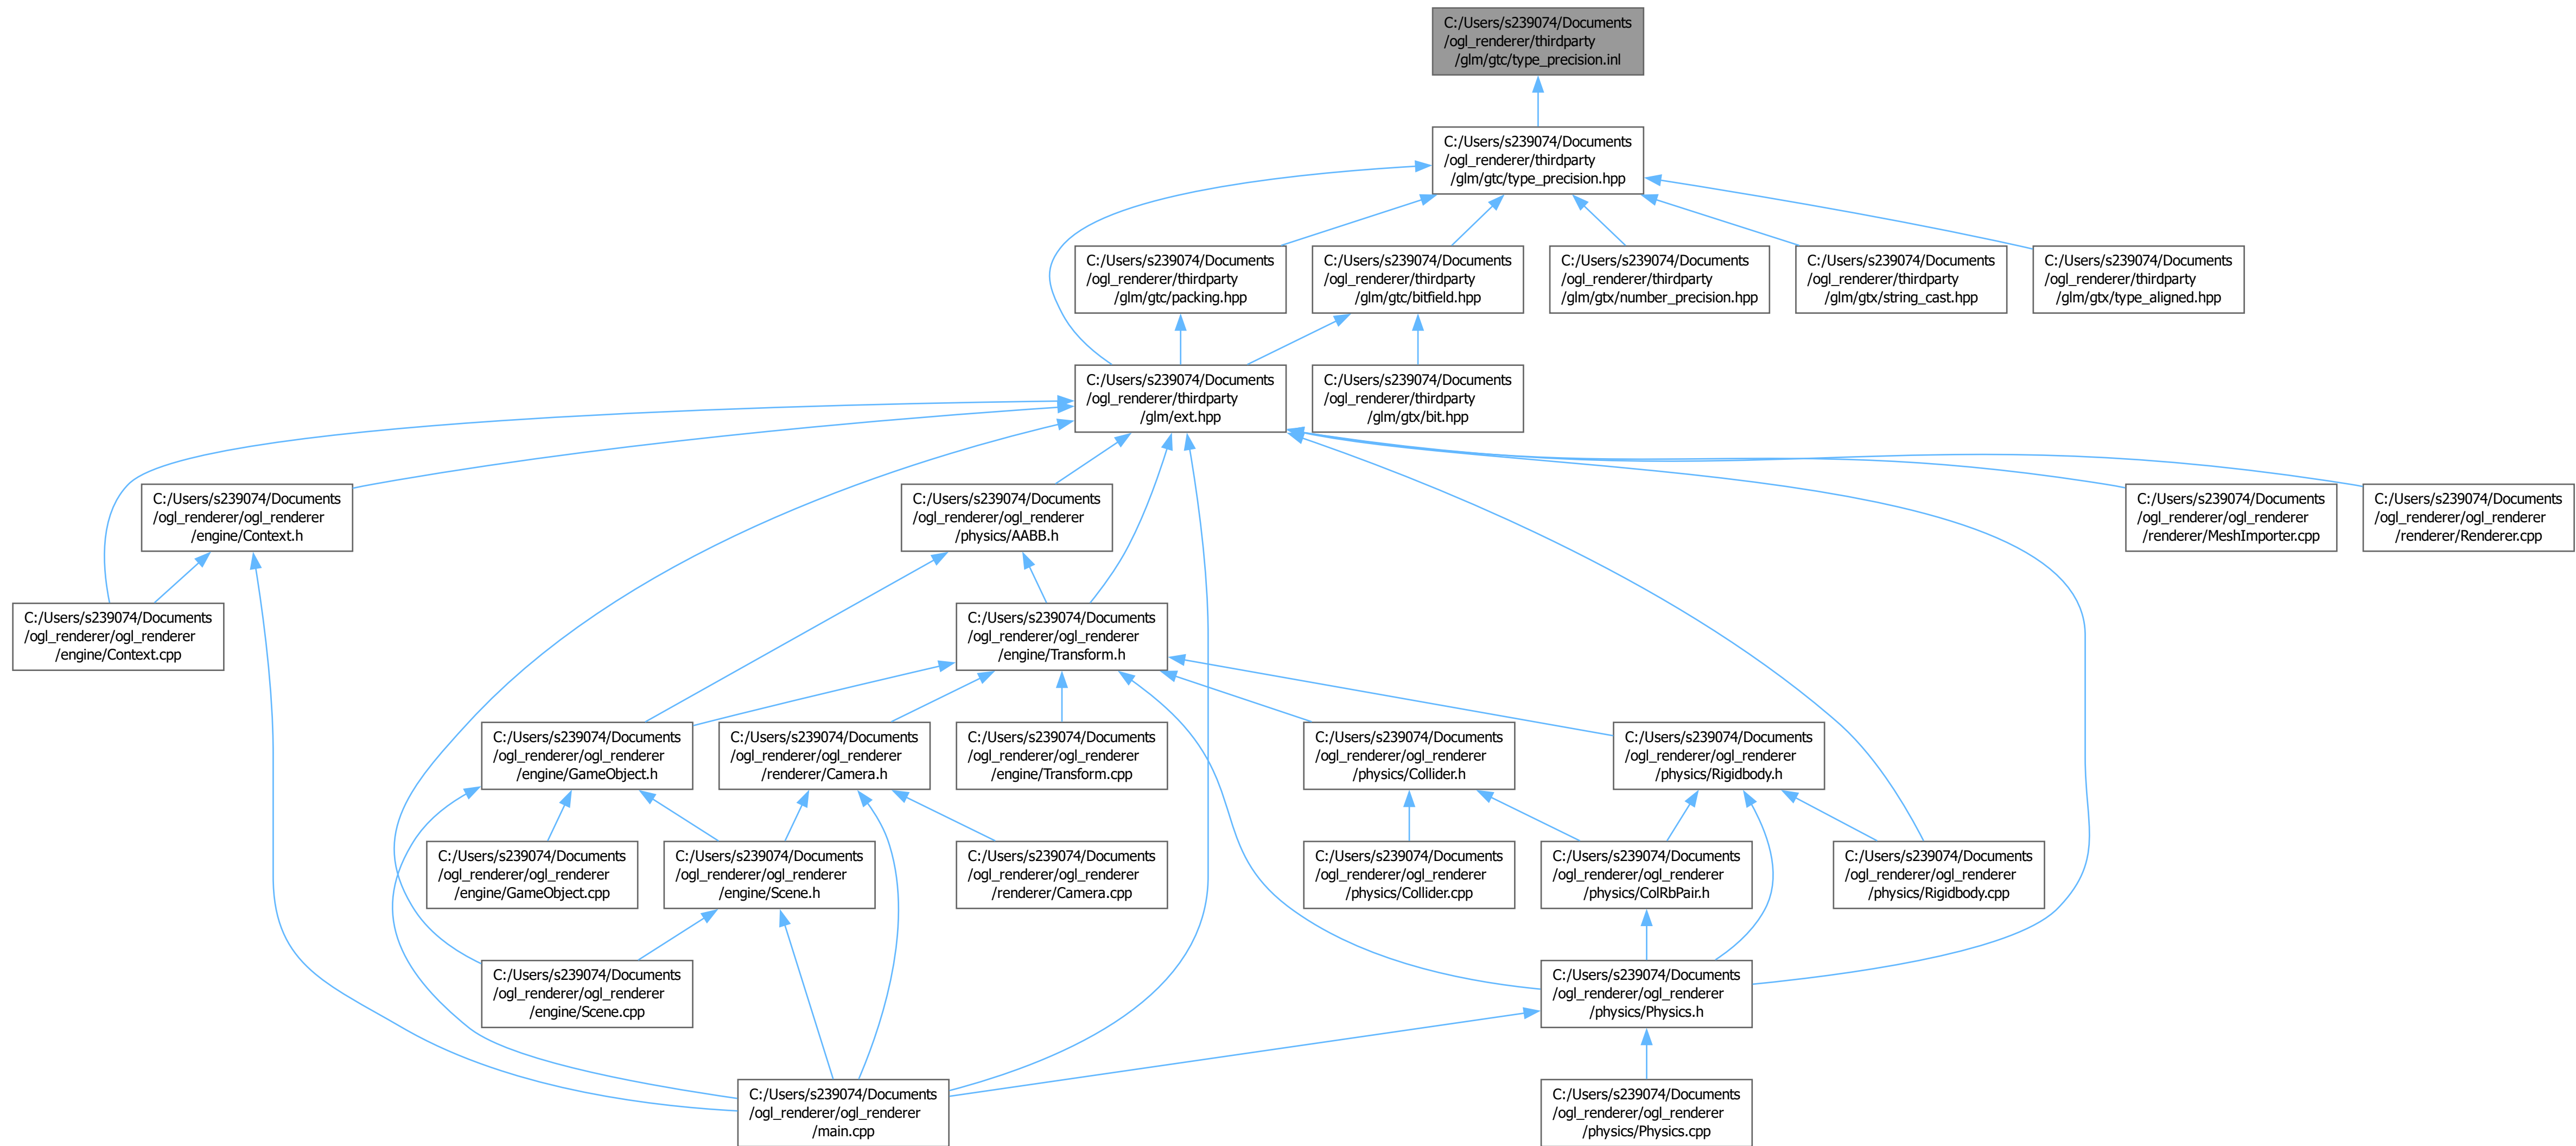 C:/Users/s239074/Documents
/ogl_renderer/thirdparty
/glm/gtc/type_precision.inl
C:/Users/s239074/Documents
/ogl_renderer/thirdparty
/glm/gtc/type_precision.hpp
C:/Users/s239074/Documents
/ogl_renderer/thirdparty
/glm/gtc/packing.hpp
C:/Users/s239074/Documents
/ogl_renderer/thirdparty
/glm/gtc/bitfield.hpp
C:/Users/s239074/Documents
/ogl_renderer/thirdparty
/glm/gtx/number_precision.hpp
C:/Users/s239074/Documents
/ogl_renderer/thirdparty
/glm/gtx/string_cast.hpp
C:/Users/s239074/Documents
/ogl_renderer/thirdparty
/glm/gtx/type_aligned.hpp
C:/Users/s239074/Documents
/ogl_renderer/thirdparty
/glm/ext.hpp
C:/Users/s239074/Documents
/ogl_renderer/thirdparty
/glm/gtx/bit.hpp
C:/Users/s239074/Documents
/ogl_renderer/ogl_renderer
/engine/Context.h
C:/Users/s239074/Documents
/ogl_renderer/ogl_renderer
/physics/AABB.h
C:/Users/s239074/Documents
/ogl_renderer/ogl_renderer
/renderer/MeshImporter.cpp
C:/Users/s239074/Documents
/ogl_renderer/ogl_renderer
/renderer/Renderer.cpp
C:/Users/s239074/Documents
/ogl_renderer/ogl_renderer
/engine/Context.cpp
C:/Users/s239074/Documents
/ogl_renderer/ogl_renderer
/engine/Transform.h
C:/Users/s239074/Documents
/ogl_renderer/ogl_renderer
/engine/GameObject.h
C:/Users/s239074/Documents
/ogl_renderer/ogl_renderer
/renderer/Camera.h
C:/Users/s239074/Documents
/ogl_renderer/ogl_renderer
/engine/Transform.cpp
C:/Users/s239074/Documents
/ogl_renderer/ogl_renderer
/physics/Collider.h
C:/Users/s239074/Documents
/ogl_renderer/ogl_renderer
/physics/Rigidbody.h
C:/Users/s239074/Documents
/ogl_renderer/ogl_renderer
/engine/GameObject.cpp
C:/Users/s239074/Documents
/ogl_renderer/ogl_renderer
/engine/Scene.h
C:/Users/s239074/Documents
/ogl_renderer/ogl_renderer
/renderer/Camera.cpp
C:/Users/s239074/Documents
/ogl_renderer/ogl_renderer
/physics/Collider.cpp
C:/Users/s239074/Documents
/ogl_renderer/ogl_renderer
/physics/ColRbPair.h
C:/Users/s239074/Documents
/ogl_renderer/ogl_renderer
/physics/Rigidbody.cpp
C:/Users/s239074/Documents
/ogl_renderer/ogl_renderer
/engine/Scene.cpp
C:/Users/s239074/Documents
/ogl_renderer/ogl_renderer
/physics/Physics.h
C:/Users/s239074/Documents
/ogl_renderer/ogl_renderer
/main.cpp
C:/Users/s239074/Documents
/ogl_renderer/ogl_renderer
/physics/Physics.cpp